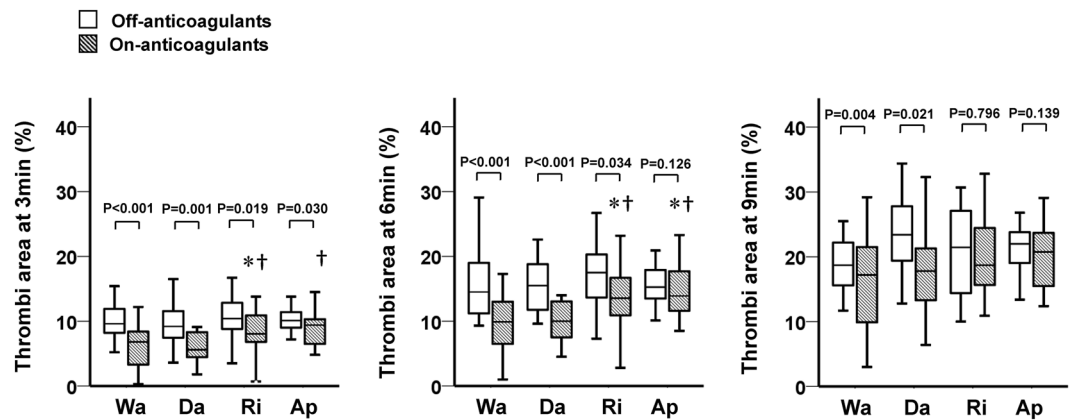 Off-anticoagulants
On-anticoagulants
Thrombi area at 3min (%)
40
30
20
10
0
P<0.001
P=0.001
P=0.019
P=0.030
*†
†
Wa
Da
Ri
Ap
Thrombi area at 6min (%)
40
30
20
10
0
P<0.001
P<0.001
P=0.034
P=0.126
*†
*†
Wa
Da
Ri
Ap
Thrombi area at 9min (%)
40
30
20
10
0
P=0.004
P=0.021
P=0.796
P=0.139
Wa
Da
Ri
Ap